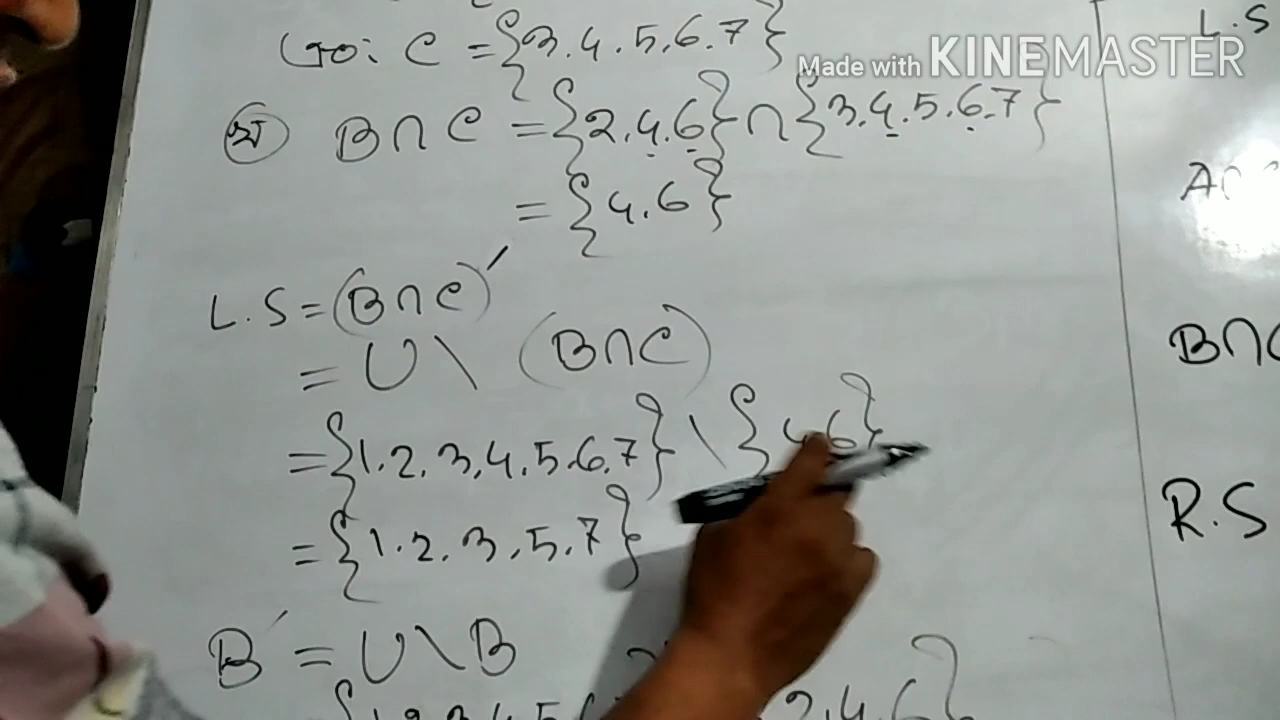 C = {3.4.5.6.7}
Made with KINEMASTER
B∩C = {2.4.6} ∩ {3.4.5.6.7}
= {4.6}
L.S = (B∩C)′
= U \ (B∩C)
= {1.2.3,4.5.6.7} \ {4.6}
= {1.2.3,5.7}
B′ = U\B
L.S
B∩C
R.S